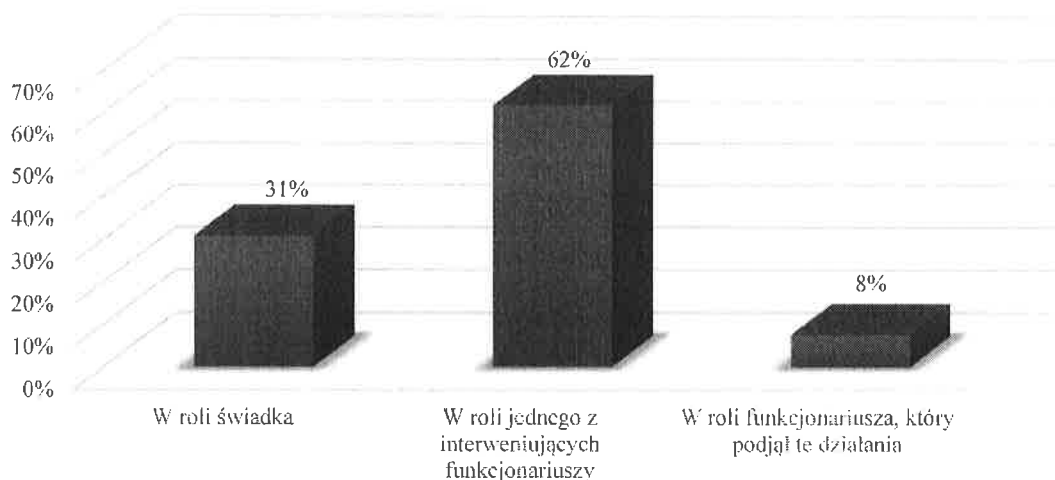 62%
70%
60%
50%
40%
31%
30%
20%
8%
10%
0%
W roli świadka
W roli jednego z
interweniujących
funkcjonariuszy
W roli funkcjonariusza, który
podjął te działania